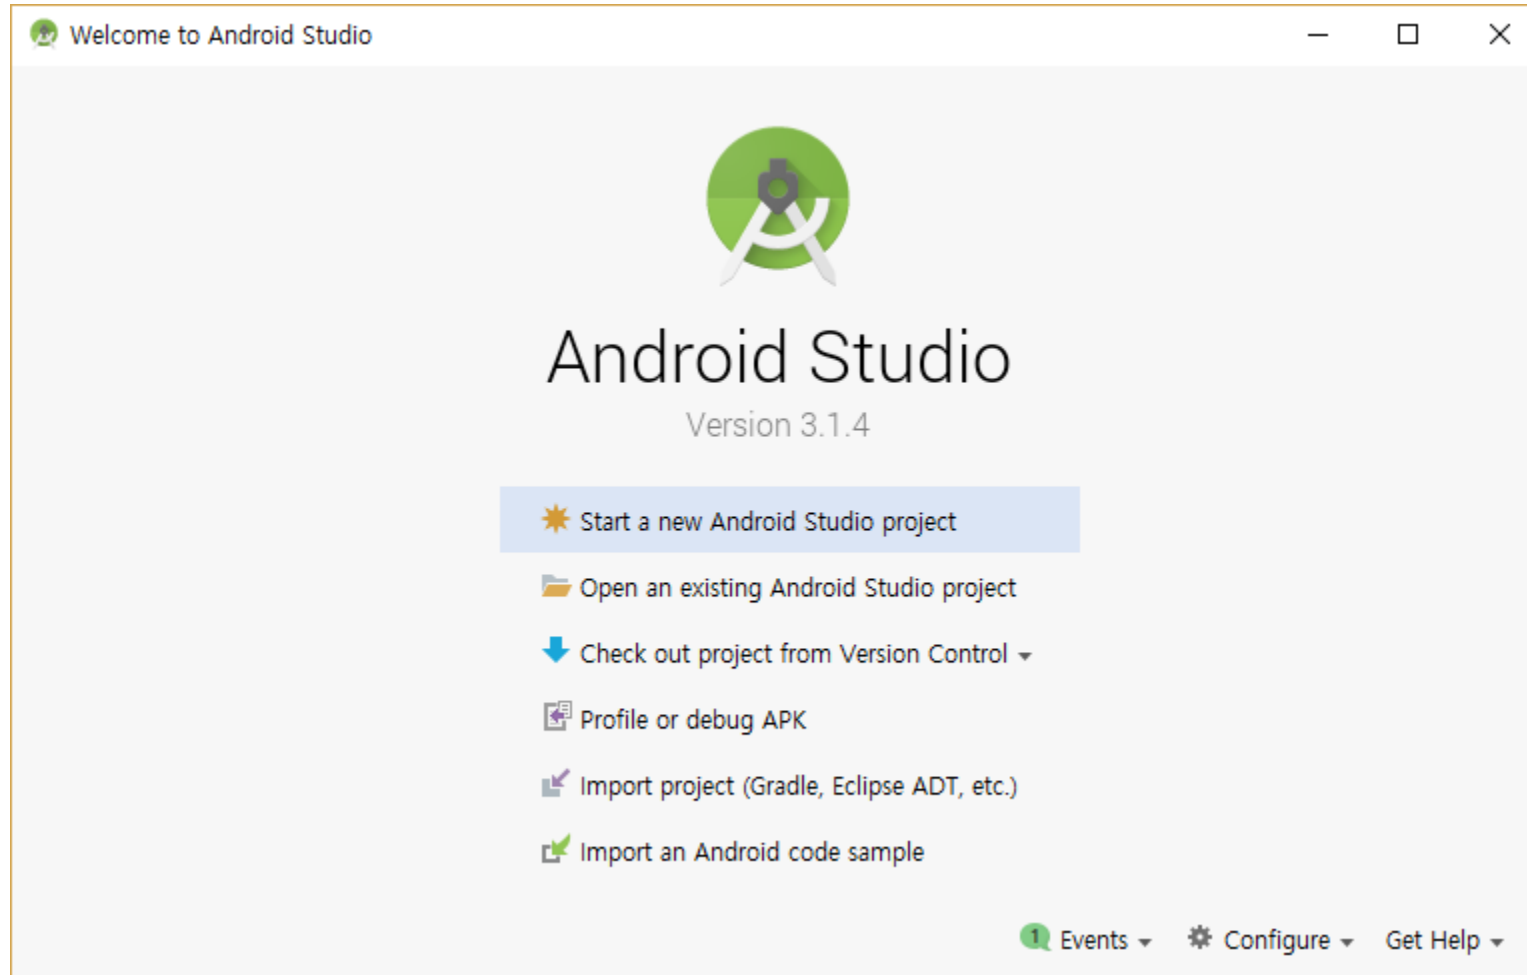 Welcome to Android Studio
Android Studio
Version 3.1.4
Start a new Android Studio project
Open an existing Android Studio project
Check out project from Version Control
Profile or debug APK
Import project (Gradle, Eclipse ADT, etc.)
Import an Android code sample
1 Events Configure Get Help